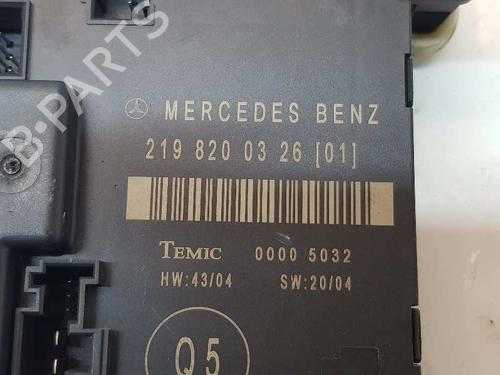 MERCEDES BENZ
219 820 03 26 [01]
TEMIC 0000 5032
HW:43/04 SW:20/04
Q5
B-PARTS